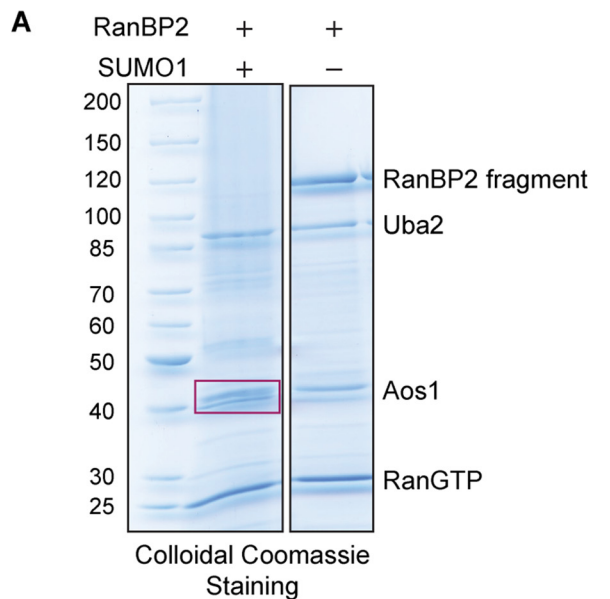 A
RanBP2 + +
SUMO1 + −
200
150
120
RanBP2 fragment
100
Uba2
85
70
60
50
Aos1
40
30
RanGTP
25
Colloidal Coomassie
Staining